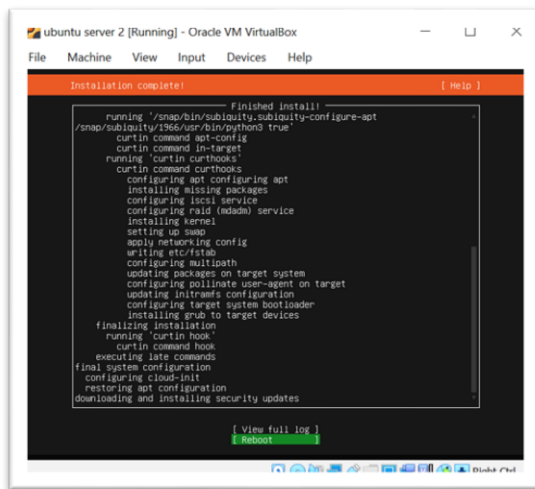 ubuntu server 2 [Running] - Oracle VM VirtualBox
File Machine View Input Devices Help
Installation complete! [ Help ]
Finished install!
running '/snap/bin/subiquity.subiquity-configure-apt
/snap/subiquity/1966/usr/bin/python3 true'
curtin command apt-config
curtin command in-target
running 'curtin curthooks'
curtin command curthooks
configuring apt configuring apt
installing missing packages
configuring iscsi service
configuring raid (mdadm) service
installing kernel
setting up swap
apply networking config
writing etc/fstab
configuring multipath
updating packages on target system
configuring pollinate user-agent on target
updating initramfs configuration
configuring target system bootloader
installing grub to target devices
finalizing installation
running 'curtin hook'
curtin command hook
executing late commands
final system configuration
configuring cloud-init
restoring apt configuration
downloading and installing security updates
[ View full log ]
[ Reboot ]
Right Ctrl